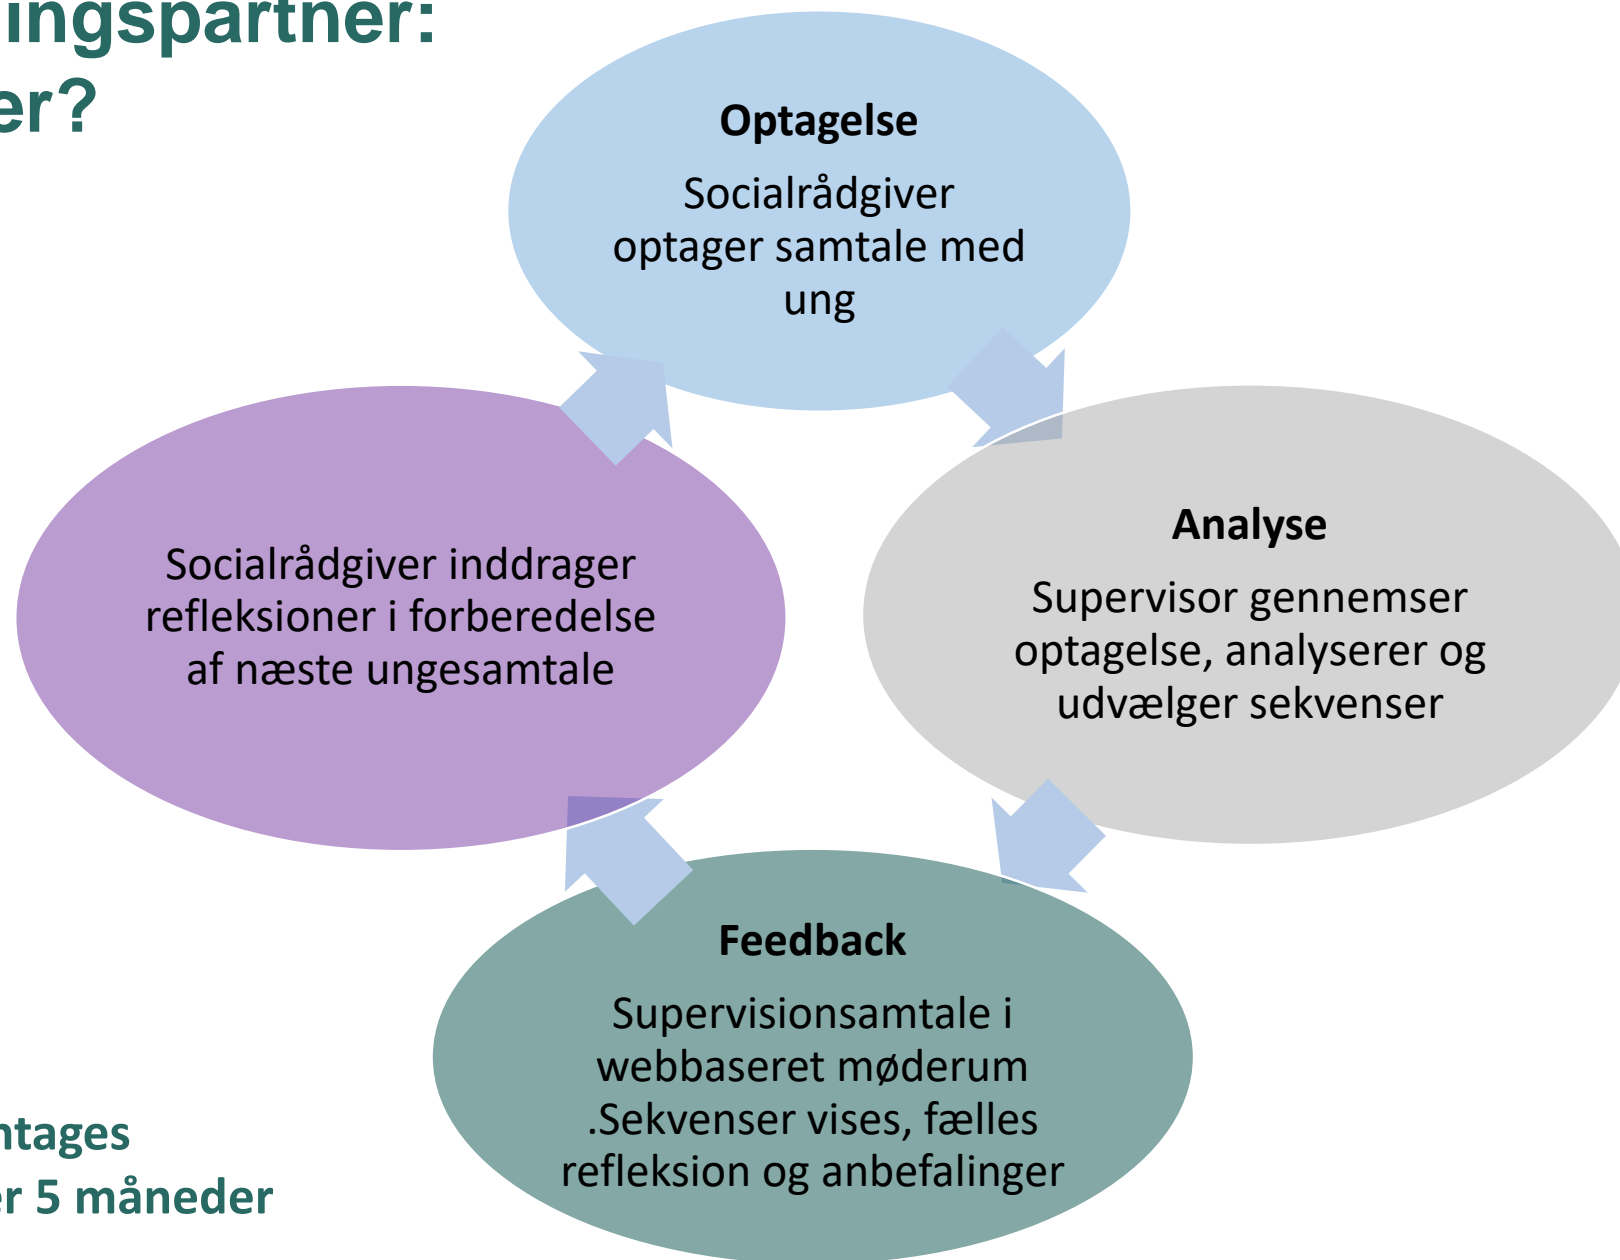 ingspartner:
er?
Optagelse
Socialrådgiver
optager samtale med
ung
Analyse
Supervisor gennemser
optagelse, analyserer og
udvælger sekvenser
Socialrådgiver inddrager
refleksioner i forberedelse
af næste ungesamtale
Feedback
Supervisionsamtale i
webbaseret møderum
.Sekvenser vises, fælles
refleksion og anbefalinger
ntages
er 5 måneder